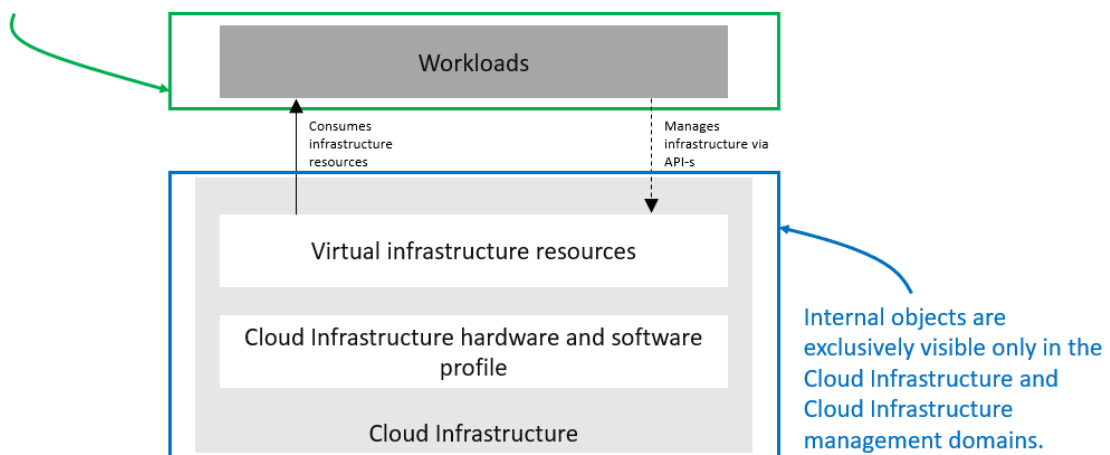 Workloads
Consumes
infrastructure
resources
Manages
infrastructure via
API-s
Virtual infrastructure resources
Cloud Infrastructure hardware and software
profile
Cloud Infrastructure
Internal objects are
exclusively visible only in the
Cloud Infrastructure and
Cloud Infrastructure
management domains.